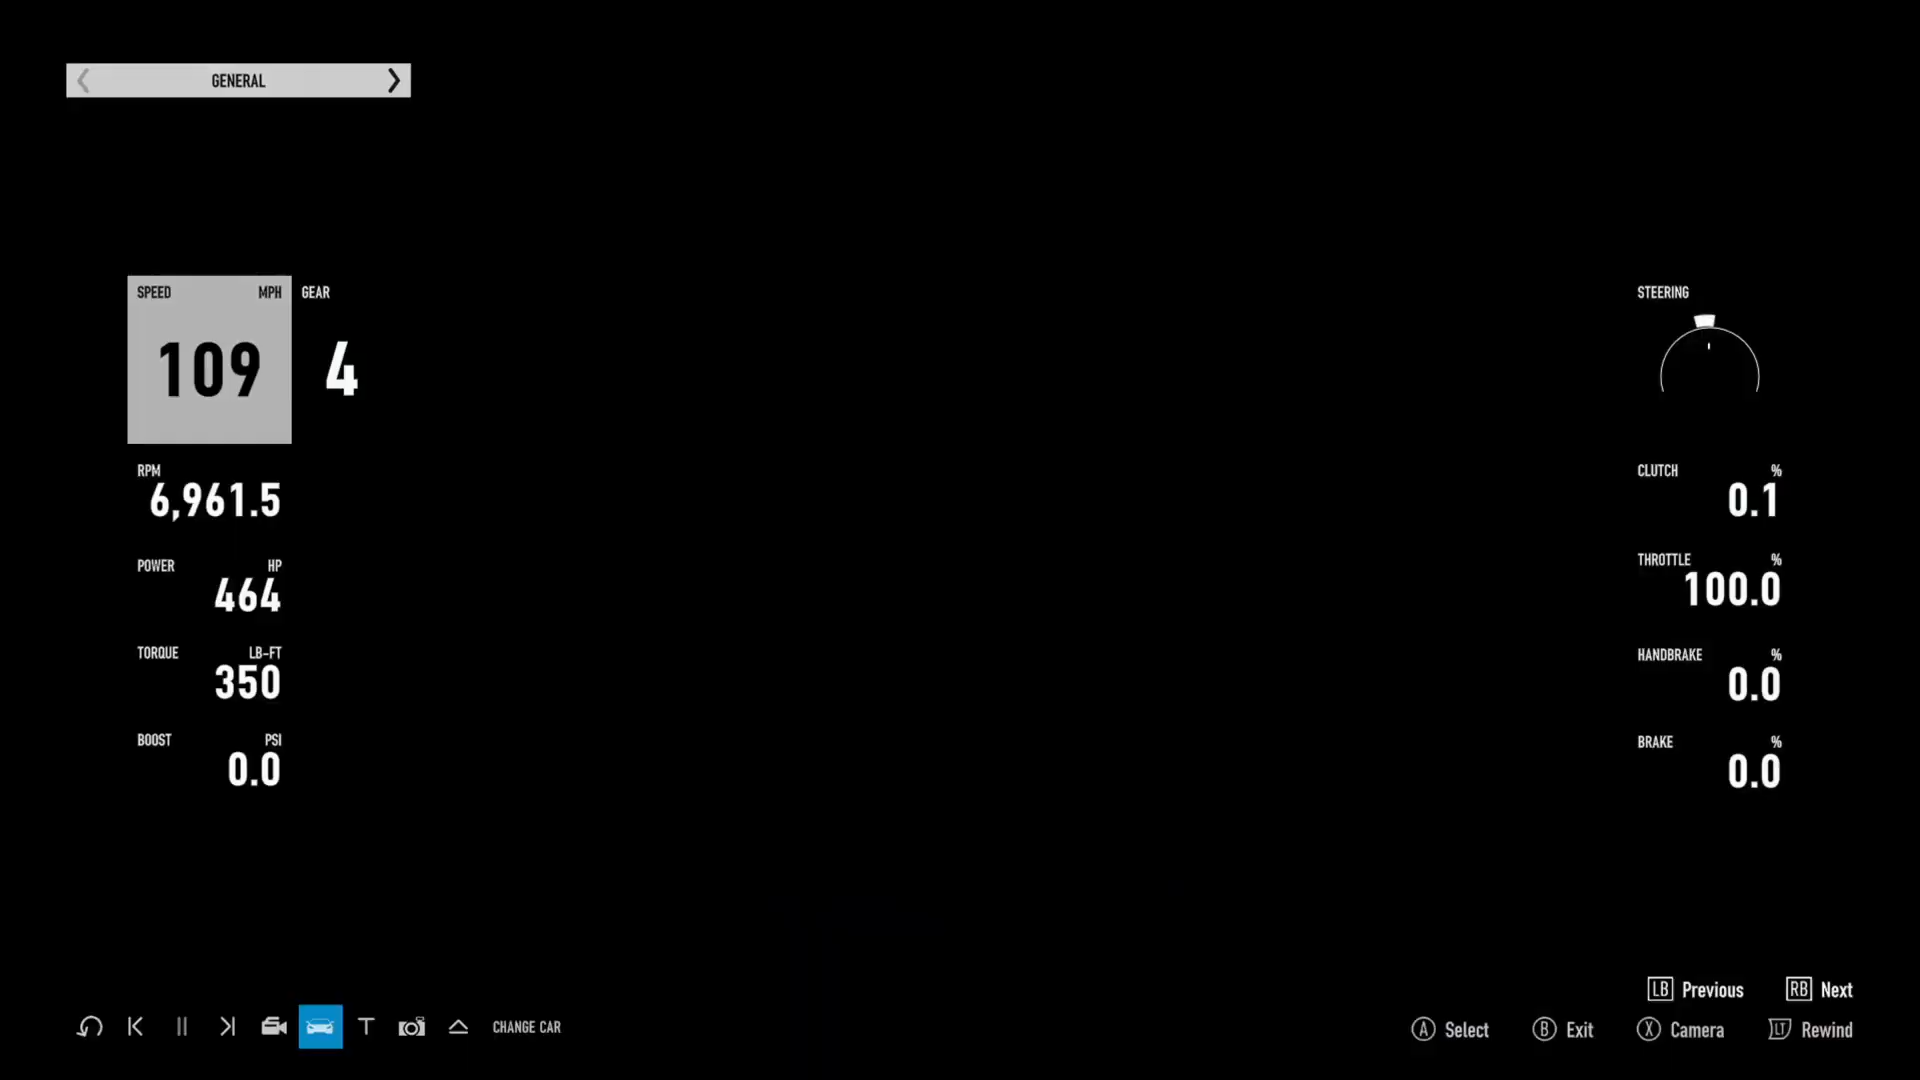 GENERAL
SPEED MPH GEAR
109 4
RPM
6,961.5
POWER HP
464
TORQUE LB-FT
350
BOOST PSI
0.0
STEERING
CLUTCH %
0.1
THROTTLE %
100.0
HANDBRAKE %
0.0
BRAKE %
0.0
LB Previous RB Next
T CHANGE CAR
A Select B Exit X Camera LT Rewind